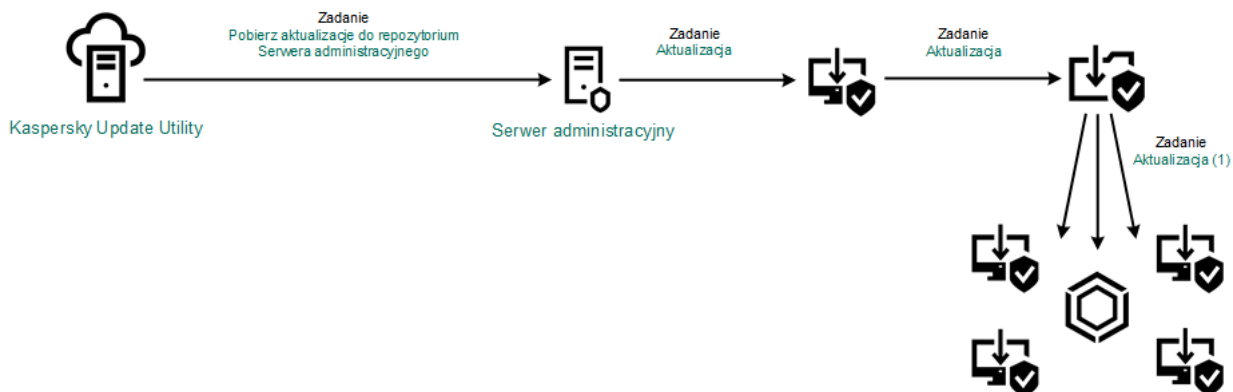 Zadanie
Pobierz aktualizacje do repozytorium
Serwera administracyjnego
Zadanie
Aktualizacja
Zadanie
Aktualizacja
Kaspersky Update Utility
Serwer administracyjny
Zadanie
Aktualizacja (1)